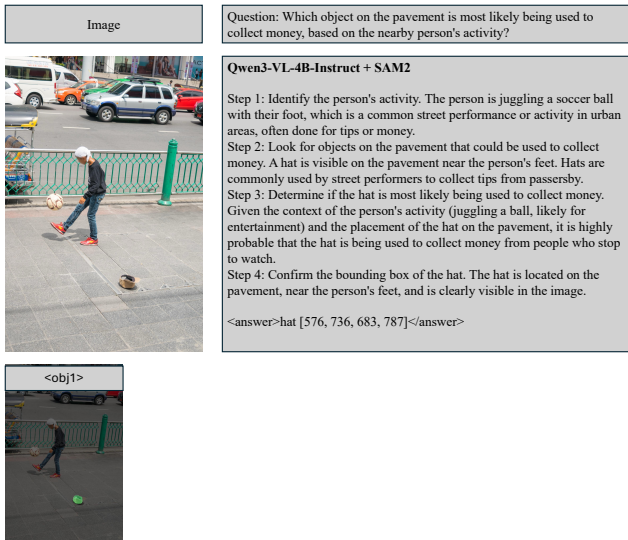 Image
Question: Which object on the pavement is most likely being used to
collect money, based on the nearby person's activity?
Qwen3-VL-4B-Instruct + SAM2
Step 1: Identify the person's activity. The person is juggling a soccer ball
with their foot, which is a common street performance or activity in urban
areas, often done for tips or money.
Step 2: Look for objects on the pavement that could be used to collect
money. A hat is visible on the pavement near the person's feet. Hats are
commonly used by street performers to collect tips from passersby.
Step 3: Determine if the hat is most likely being used to collect money.
Given the context of the person's activity (juggling a ball, likely for
entertainment) and the placement of the hat on the pavement, it is highly
probable that the hat is being used to collect money from people who stop
to watch.
Step 4: Confirm the bounding box of the hat. The hat is located on the
pavement, near the person's feet, and is clearly visible in the image.
<answer>hat [576, 736, 683, 787]</answer>
<obj1>